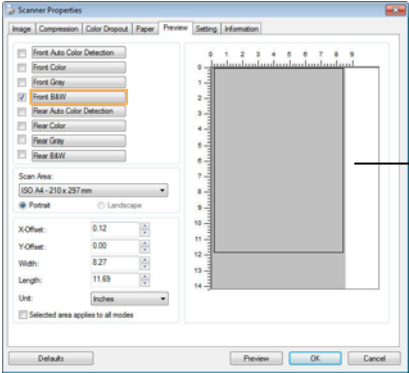 Scanner Properties
Image Compression Color Dropout Paper Preview Setting Information
Front Auto Color Detection
Front Color
Front Gray
Front B&W
Rear Auto Color Detection
Rear Color
Rear Gray
Rear B&W
Scan Area:
ISO A4 - 210 x 297 mm
Portrait Landscape
X-Offset: 0.12
Y-Offset: 0.00
Width: 8.27
Length: 11.69
Unit: Inches
Selected area applies to all modes
0 1 2 3 4 5 6 7 8 9
0
1
2
3
4
5
6
7
8
9
10
11
12
13
14
Defaults Preview OK Cancel